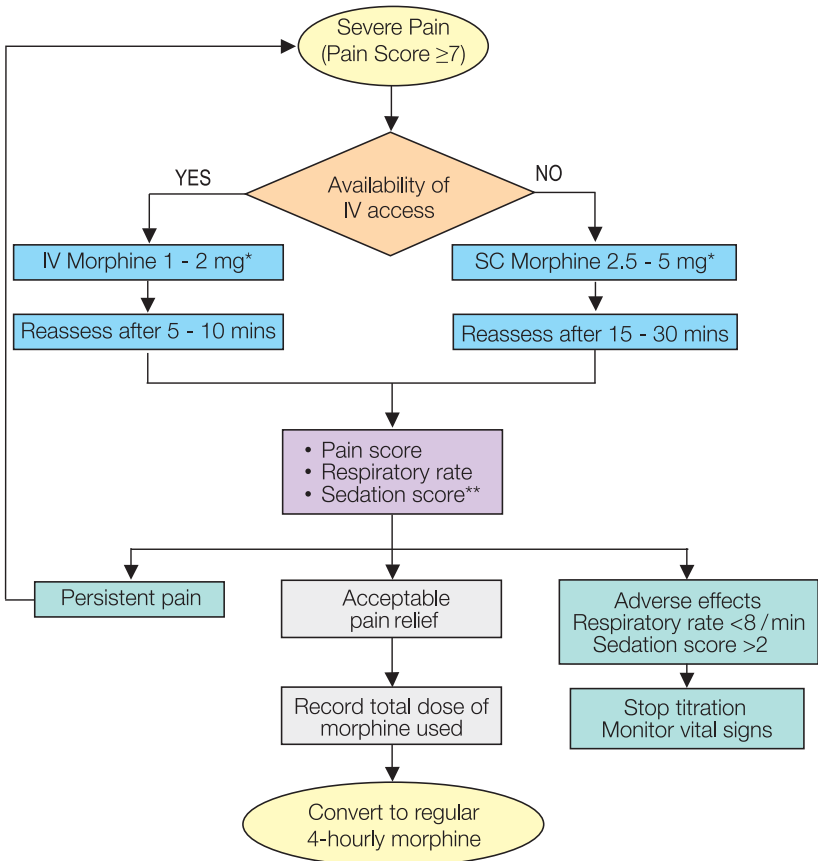 Severe Pain
(Pain Score ≥7)
Availability of
IV access
YES
NO
IV Morphine 1 - 2 mg*
SC Morphine 2.5 - 5 mg*
Reassess after 5 - 10 mins
Reassess after 15 - 30 mins
• Pain score
• Respiratory rate
• Sedation score**
Persistent pain
Acceptable
pain relief
Adverse effects
Respiratory rate <8 / min
Sedation score >2
Record total dose of
morphine used
Stop titration
Monitor vital signs
Convert to regular
4-hourly morphine